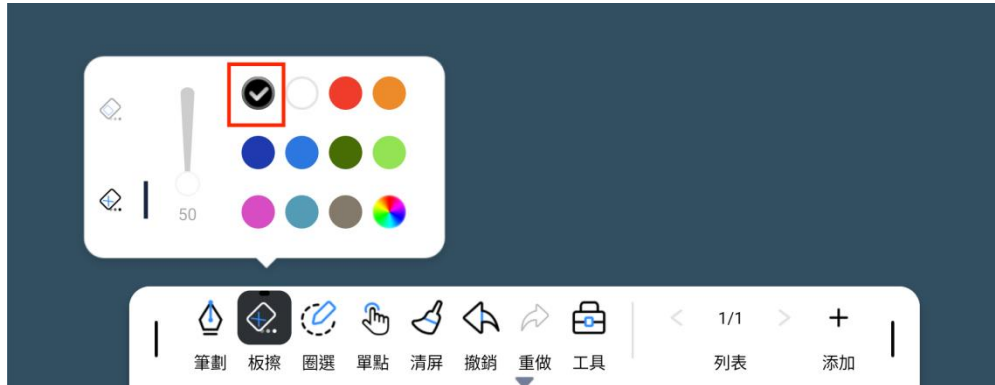 50
筆劃 板擦 圈選 單點 清屏 撤銷 重做 工具 < 1/1 > 列表 + 添加